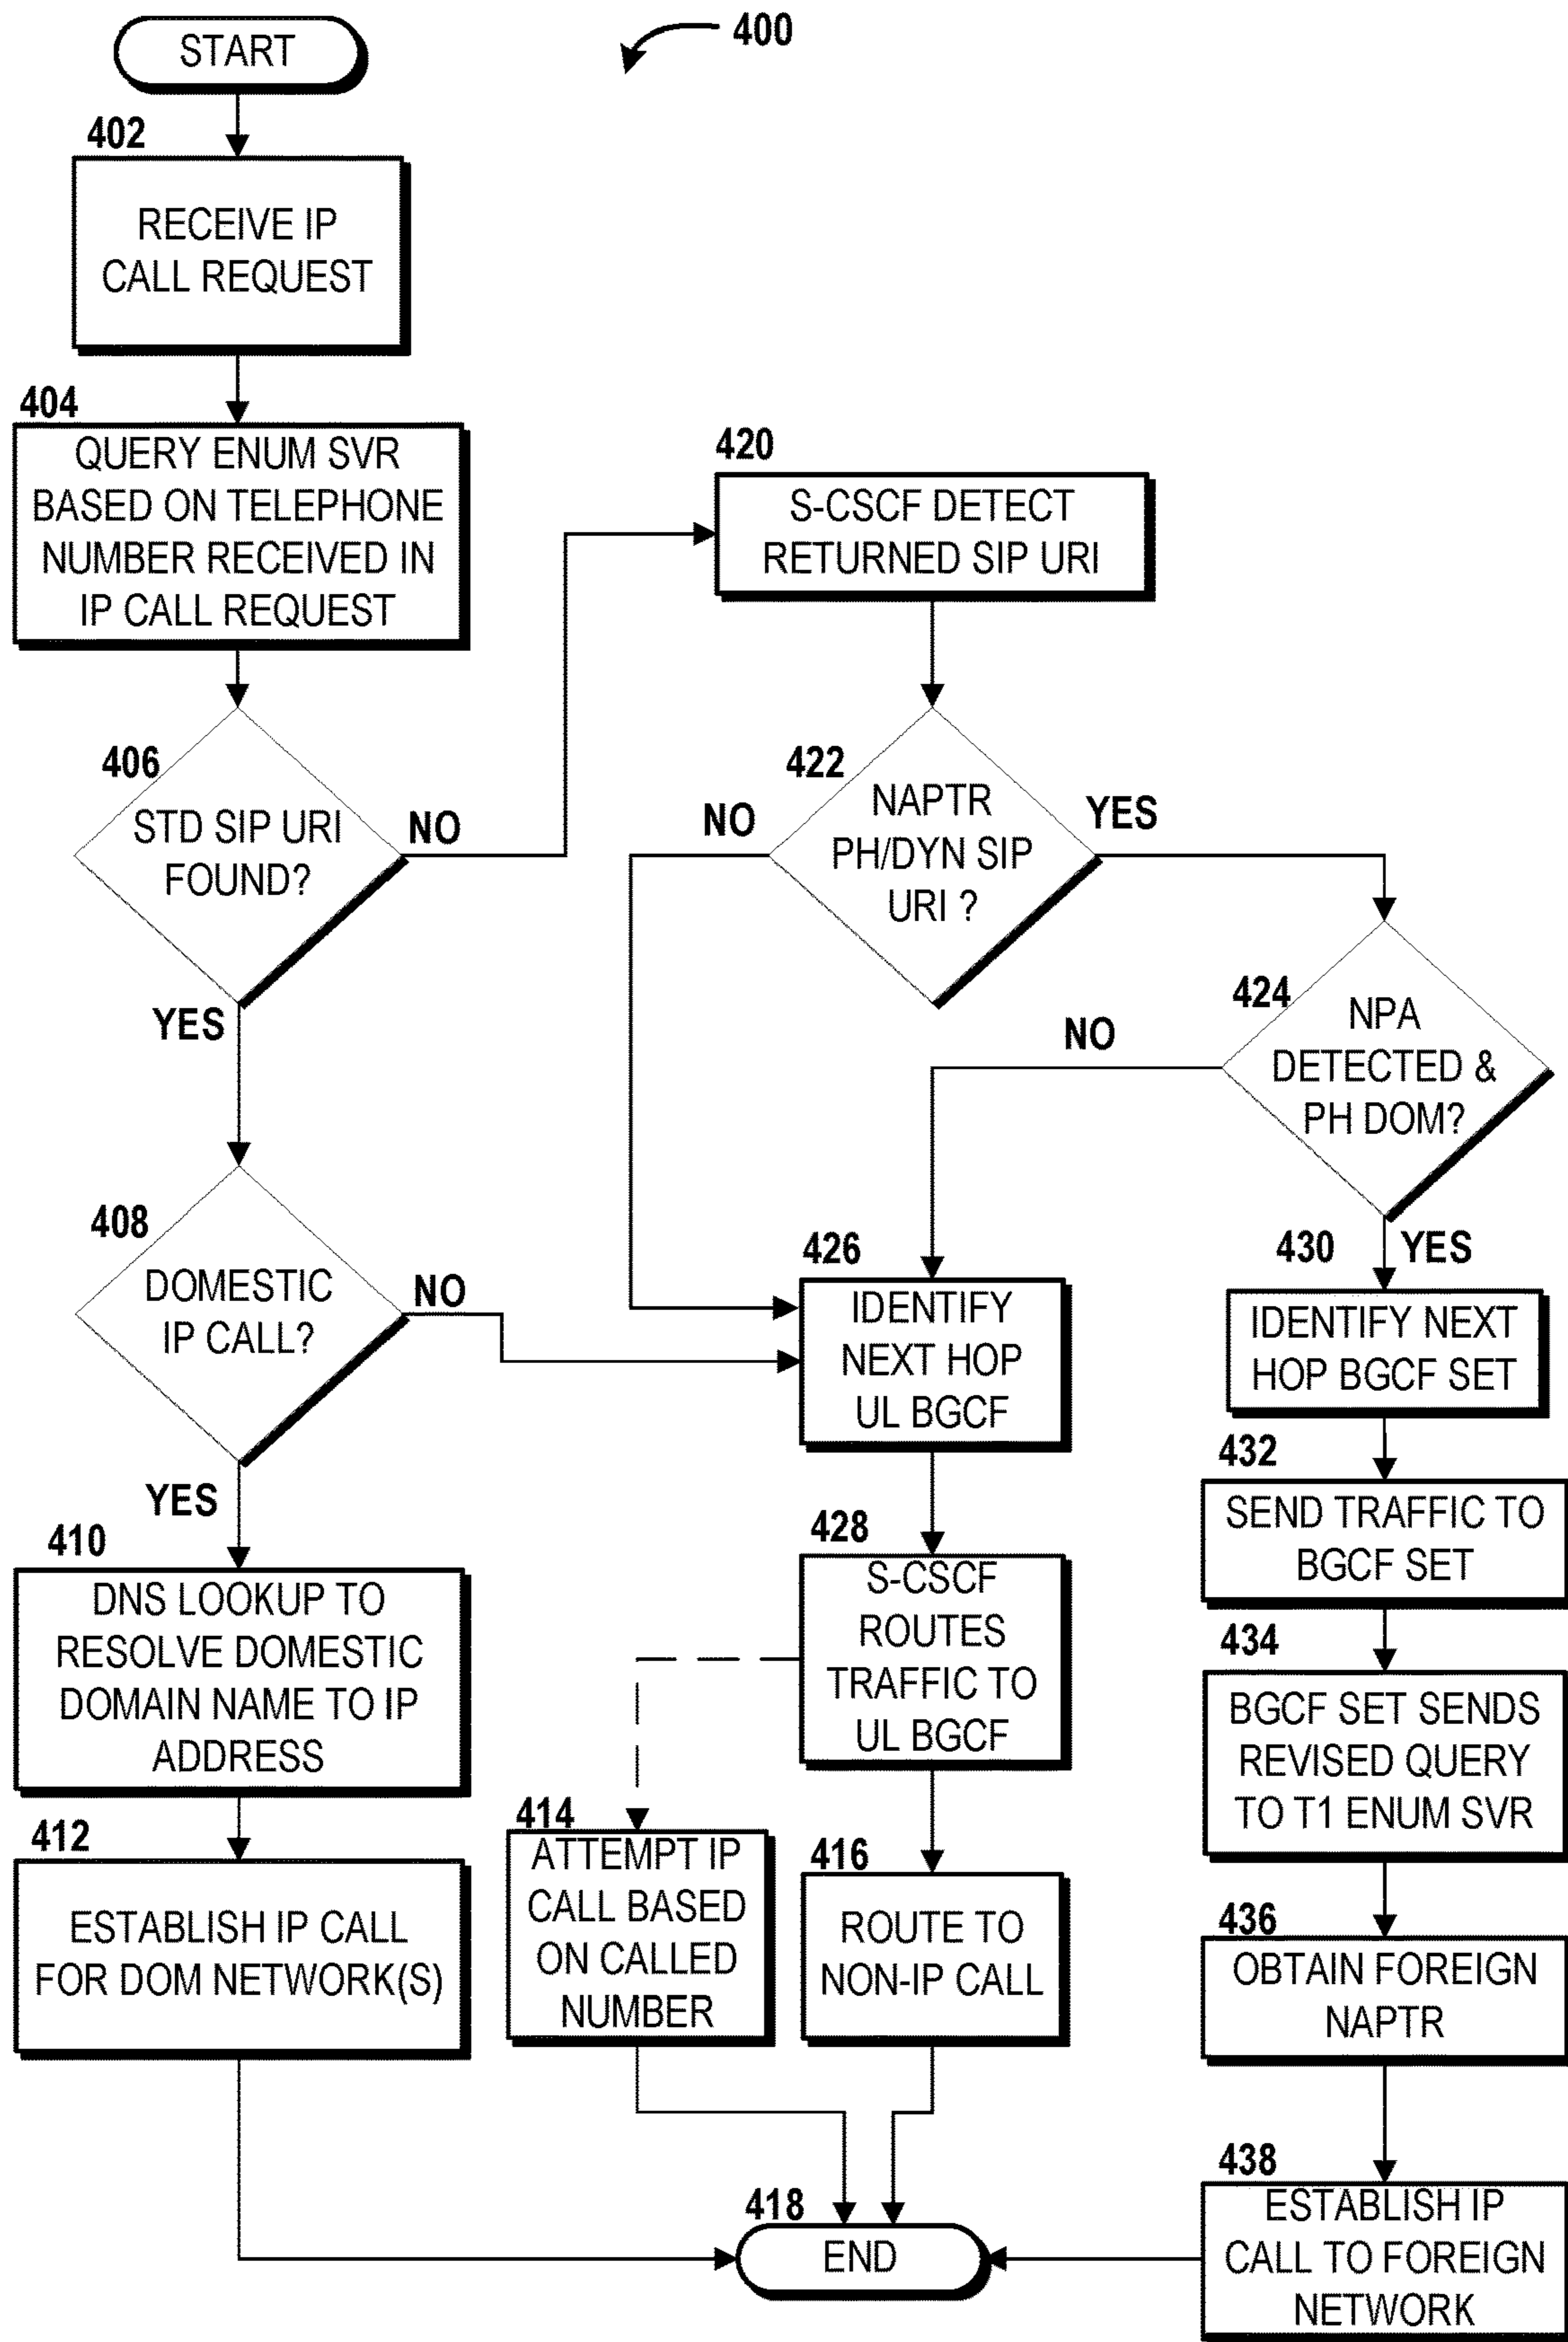 START
400
402
RECEIVE IP
CALL REQUEST
404
QUERY ENUM SVR
BASED ON TELEPHONE
NUMBER RECEIVED IN
IP CALL REQUEST
406
STD SIP URI
FOUND?
NO
YES
408
DOMESTIC
IP CALL?
NO
YES
410
DNS LOOKUP TO
RESOLVE DOMESTIC
DOMAIN NAME TO IP
ADDRESS
412
ESTABLISH IP CALL
FOR DOM NETWORK(S)
420
S-CSCF DETECT
RETURNED SIP URI
422
NAPTR
PH/DYN SIP
URI ?
NO
YES
424
NPA
DETECTED &
PH DOM?
NO
YES
426
IDENTIFY
NEXT HOP
UL BGCF
428
S-CSCF
ROUTES
TRAFFIC TO
UL BGCF
414
ATTEMPT IP
CALL BASED
ON CALLED
NUMBER
416
ROUTE TO
NON-IP CALL
430
IDENTIFY NEXT
HOP BGCF SET
432
SEND TRAFFIC TO
BGCF SET
434
BGCF SET SENDS
REVISED QUERY
TO T1 ENUM SVR
436
OBTAIN FOREIGN
NAPTR
438
ESTABLISH IP
CALL TO FOREIGN
NETWORK
418
END